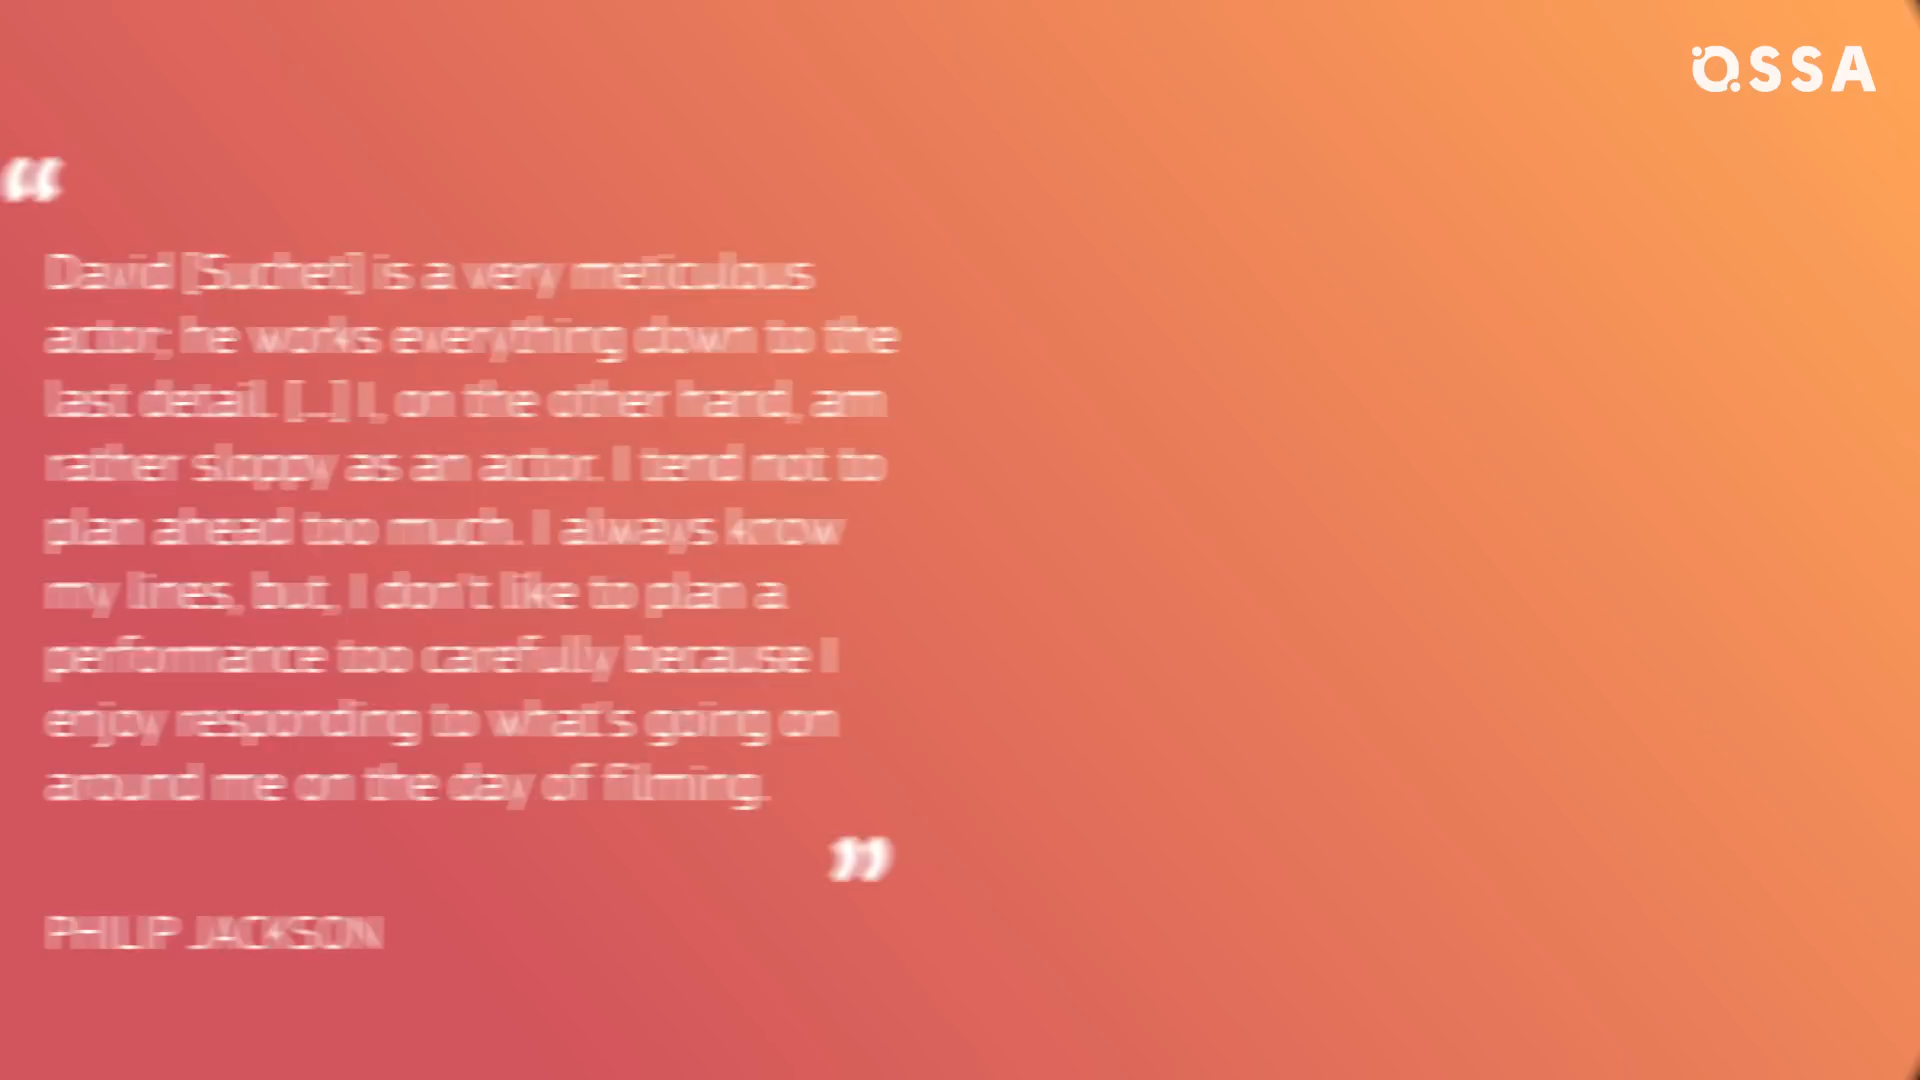 OSSA
“
David [Suchet] is a very meticulous
actor; he works everything down to the
last detail. [...] I, on the other hand, am
rather sloppy as an actor. I tend not to
plan ahead too much. I always know
my lines, but, I don't like to plan a
performance too carefully because I
enjoy responding to what's going on
around me on the day of filming.
”
PHILIP JACKSON